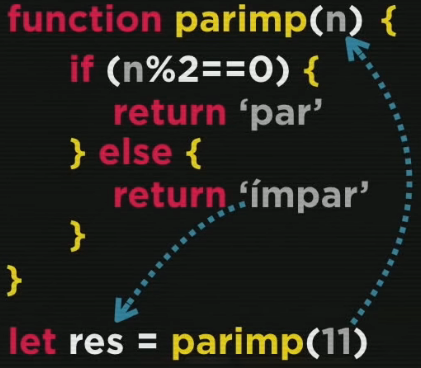 function parimp(n) {
if (n%2==0) {
return ‘par’
} else {
return ‘ímpar’
}
}
let res = parimp(11)